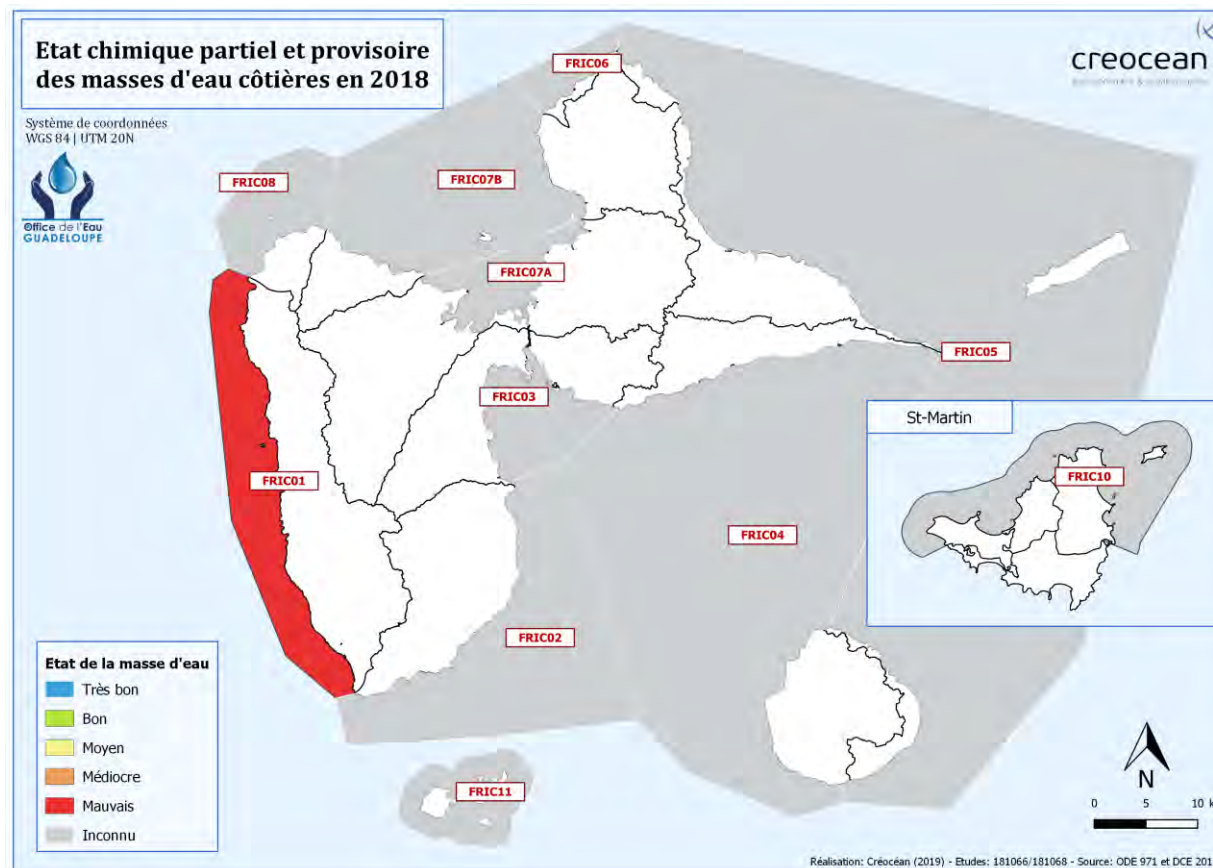 Etat chimique partiel et provisoire
des masses d'eau côtières en 2018
creocean
Système de coordonnées
WGS 84 | UTM 20N
Office de l'Eau
GUADELOUPE
FRIC06
FRIC08
FRIC07B
FRIC07A
FRIC05
FRIC03
St-Martin
FRIC10
FRIC01
FRIC04
FRIC02
FRIC11
Etat de la masse d'eau
Très bon
Bon
Moyen
Médiocre
Mauvais
Inconnu
N
0 5 10 k
Réalisation: Créocéan (2019) - Etudes: 181066/181068 - Source: ODE 971 et DCE 201